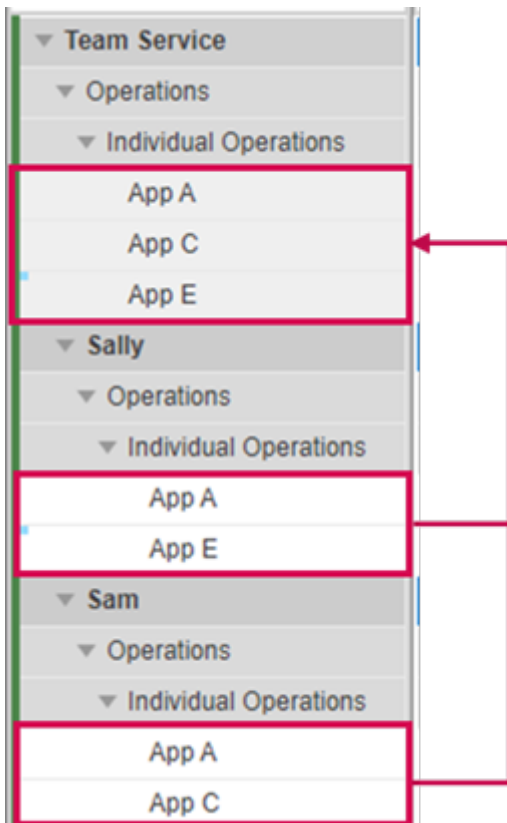 Team Service
Operations
Individual Operations
App A
App C
App E
Sally
Operations
Individual Operations
App A
App E
Sam
Operations
Individual Operations
App A
App C